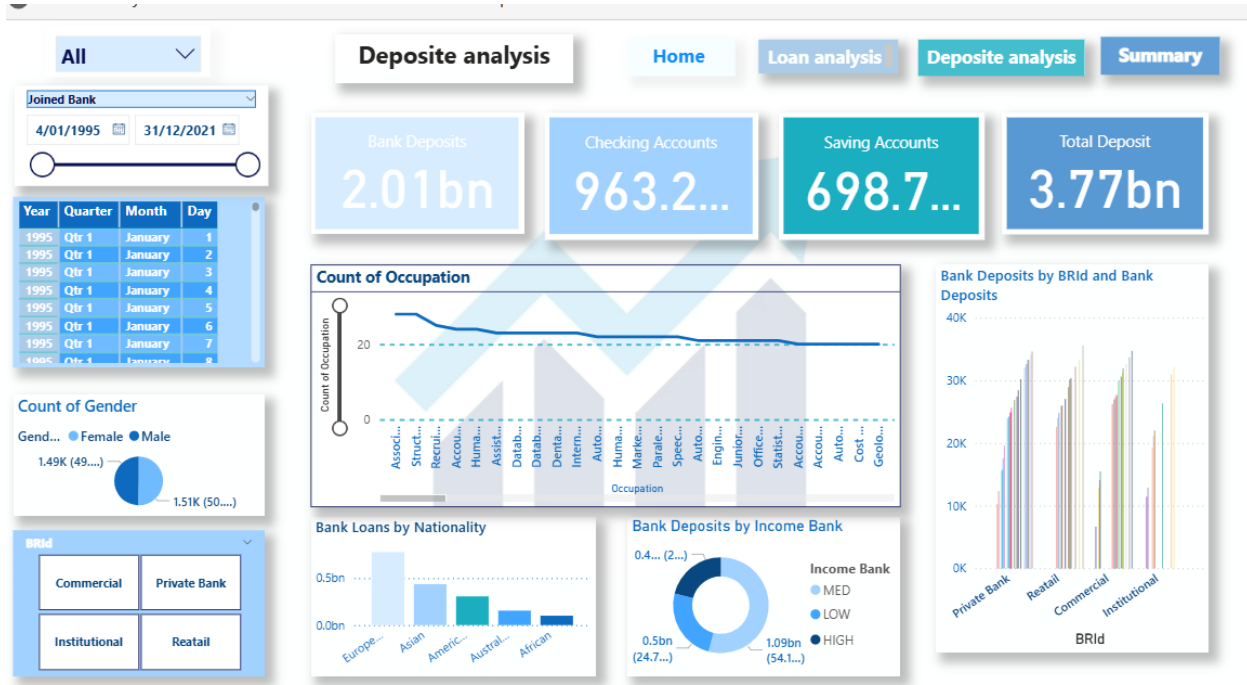 All
Deposite analysis
Home
Loan analysis
Deposite analysis
Summary
Joined Bank
4/01/1995
31/12/2021
Bank Deposits
2.01bn
Checking Accounts
963.2...
Saving Accounts
698.7...
Total Deposit
3.77bn
Year Quarter Month Day
1995 Qtr 1 January 1
1995 Qtr 1 January 2
1995 Qtr 1 January 3
1995 Qtr 1 January 4
1995 Qtr 1 January 5
1995 Qtr 1 January 6
1995 Qtr 1 January 7
1995 Qtr 1 January 8
Count of Occupation
Count of Occupation
20
0
Associ...
Struct...
Recrui...
Accou...
Huma...
Assist...
Datab...
Datab...
Denta...
Intern...
Auto...
Huma...
Marke...
Parale...
Speec...
Auto...
Engin...
Junior...
Office...
Statist...
Accou...
Accou...
Auto...
Cost ...
Geolo...
Occupation
Bank Deposits by BRId and Bank
Deposits
40K
30K
20K
10K
0K
Private Bank
Reatail
Commercial
Institutional
BRId
Count of Gender
Gend... Female Male
1.49K (49....)
1.51K (50....)
BRId
Commercial
Private Bank
Institutional
Reatail
Bank Loans by Nationality
0.5bn
0.0bn
Europe...
Asian
Americ...
Austral...
African
Bank Deposits by Income Bank
0.4... (2...)
0.5bn
(24.7...)
1.09bn
(54.1...)
Income Bank
MED
LOW
HIGH